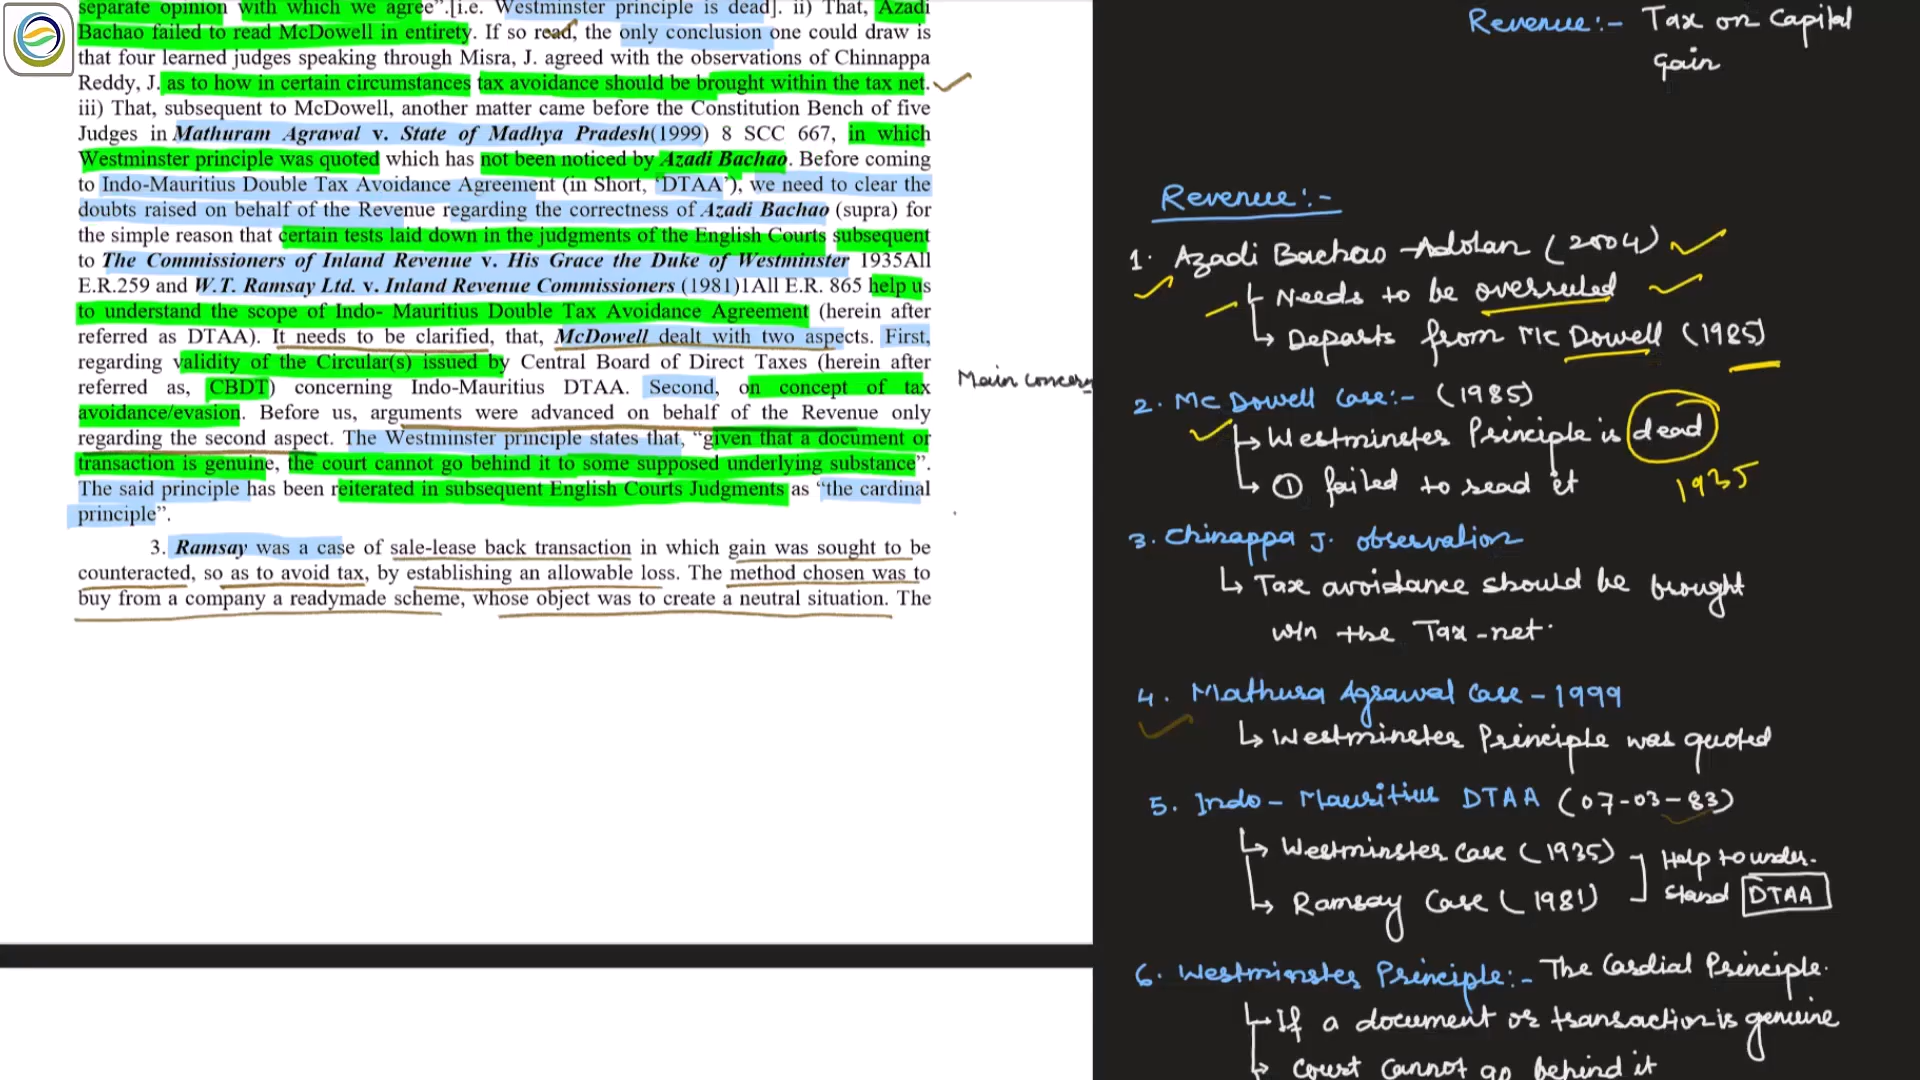 separate opinion with which we agree".[i.e. Westminster principle is dead]. ii) That, Azadi
Bachao failed to read McDowell in entirety. If so read, the only conclusion one could draw is
that four learned judges speaking through Misra, J. agreed with the observations of Chinnappa
Reddy, J. as to how in certain circumstances tax avoidance should be brought within the tax net.
iii) That, subsequent to McDowell, another matter came before the Constitution Bench of five
Judges in Mathuram Agrawal v. State of Madhya Pradesh(1999) 8 SCC 667, in which
Westminster principle was quoted which has not been noticed by Azadi Bachao. Before coming
to Indo-Mauritius Double Tax Avoidance Agreement (in Short, 'DTAA'), we need to clear the
doubts raised on behalf of the Revenue regarding the correctness of Azadi Bachao (supra) for
the simple reason that certain tests laid down in the judgments of the English Courts subsequent
to The Commissioners of Inland Revenue v. His Grace the Duke of Westminster 1935All
E.R.259 and W.T. Ramsay Ltd. v. Inland Revenue Commissioners (1981)1All E.R. 865 help us
to understand the scope of Indo- Mauritius Double Tax Avoidance Agreement (herein after
referred as DTAA). It needs to be clarified, that, McDowell dealt with two aspects. First,
regarding validity of the Circular(s) issued by Central Board of Direct Taxes (herein after
referred as, CBDT) concerning Indo-Mauritius DTAA. Second, on concept of tax
avoidance/evasion. Before us, arguments were advanced on behalf of the Revenue only
regarding the second aspect. The Westminster principle states that, "given that a document or
transaction is genuine, the court cannot go behind it to some supposed underlying substance".
The said principle has been reiterated in subsequent English Courts Judgments as "the cardinal
principle".
3. Ramsay was a case of sale-lease back transaction in which gain was sought to be
counteracted, so as to avoid tax, by establishing an allowable loss. The method chosen was to
buy from a company a readymade scheme, whose object was to create a neutral situation. The
Main concern
Revenue:- Tax on Capital
Gain
Revenue:-
1. Azadi Bachao Adolan (2004)
Needs to be overruled
Departs from Mc Dowell (1985)
2. Mc Dowell Case:- (1985)
Westminster Principle is dead
① failed to read it
1935
3. Chinappa J. observation
Tax avoidance should be brought
w/n the Tax-net.
4. Mathura Agrawal Case - 1999
Westminster Principle was quoted
5. Indo - Mauritius DTAA (07-03-83)
Westminster Case (1935)
Ramsay Case (1981)
Help to under-
stand DTAA
6. Westminster Principle:- The Cardial Principle.
If a document or transaction is genuine
Court Cannot go behind it